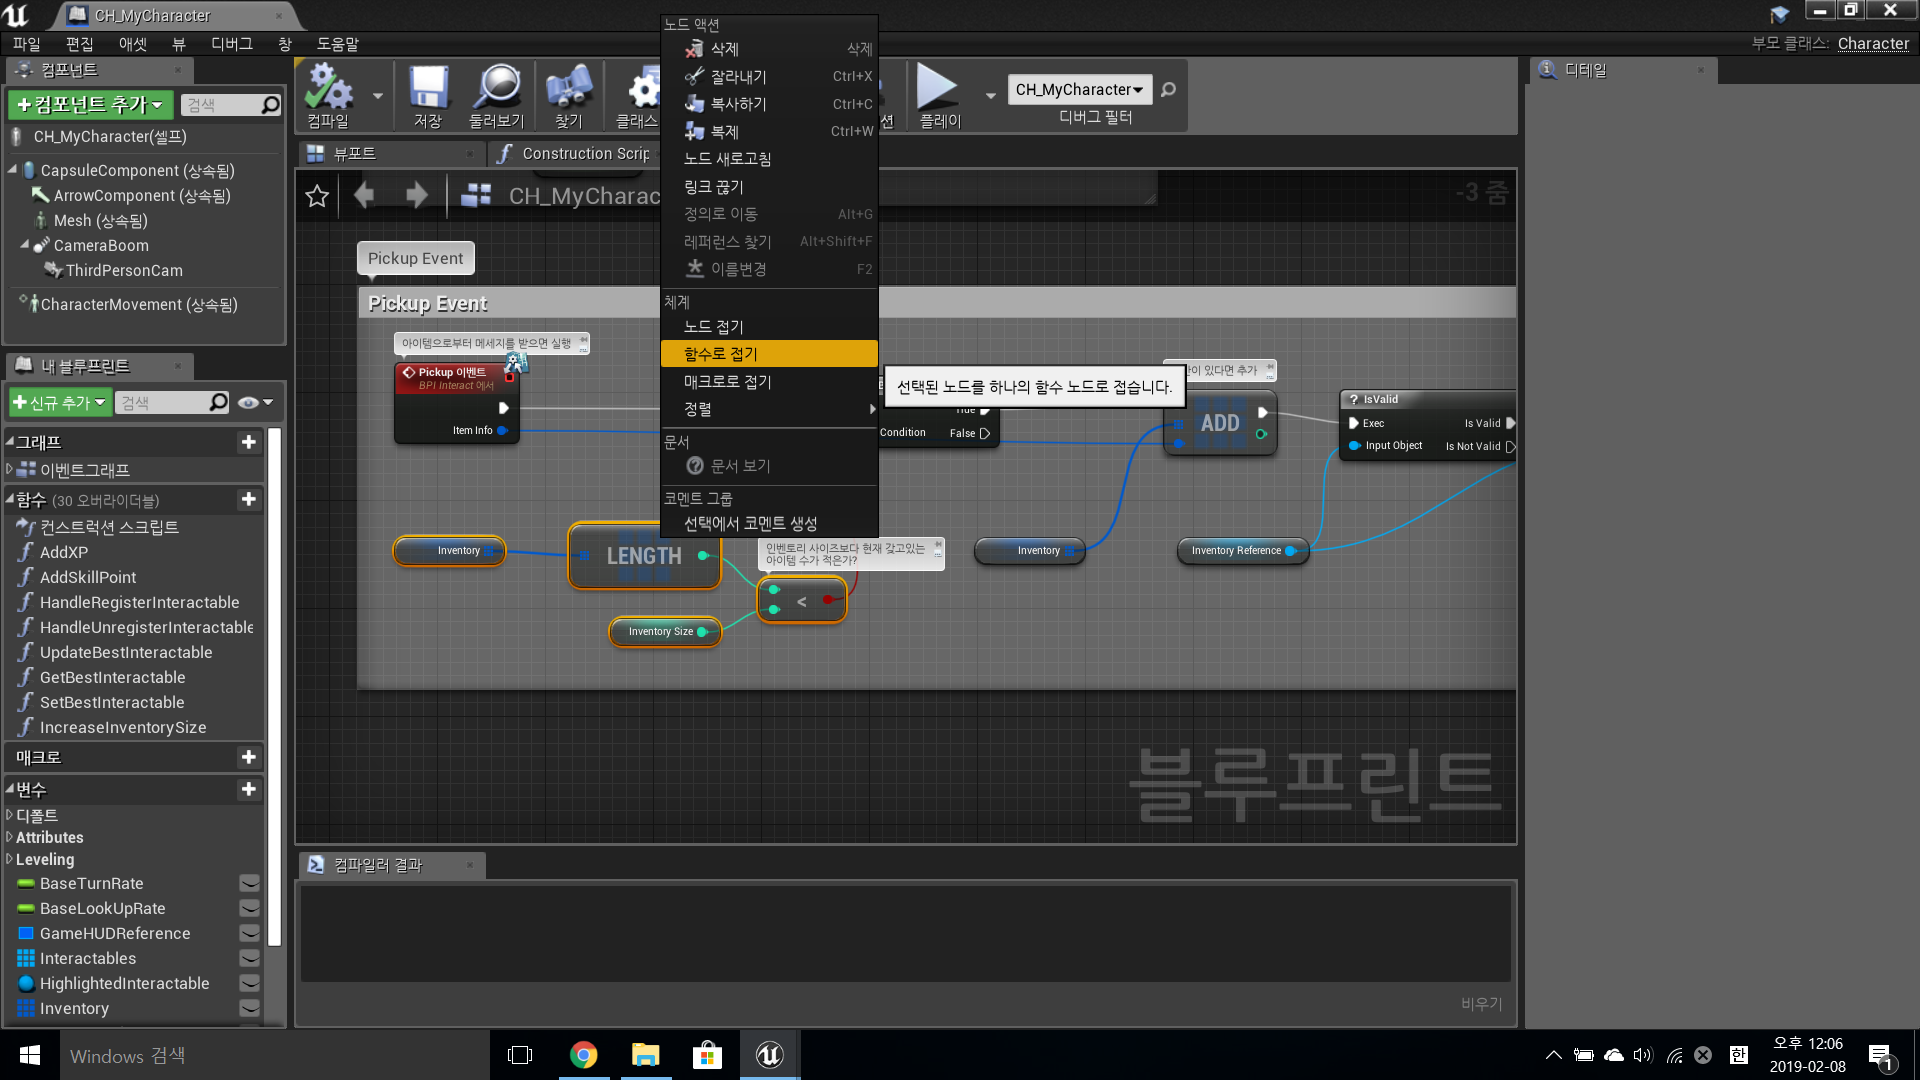 CH_MyCharacter
파일 편집 애셋 뷰 디버그 창 도움말
부모 클래스: Character
컴포넌트
컴포넌트 추가
검색
CH_MyCharacter(셀프)
CapsuleComponent (상속됨)
ArrowComponent (상속됨)
Mesh (상속됨)
CameraBoom
ThirdPersonCam
CharacterMovement (상속됨)
내 블루프린트
신규 추가
검색
그래프
이벤트그래프
함수 (30 오버라이더블)
컨스트럭션 스크립트
AddXP
AddSkillPoint
HandleRegisterInteractable
HandleUnregisterInteractable
UpdateBestInteractable
GetBestInteractable
SetBestInteractable
IncreaseInventorySize
매크로
변수
디폴트
Attributes
Leveling
BaseTurnRate
BaseLookUpRate
GameHUDReference
Interactables
HighlightedInteractable
Inventory
컴파일
저장
둘러보기
찾기
클래스
션
플레이
CH_MyCharacter
디버그 필터
뷰포트
Construction Scrip
CH_MyCharac
-3 줌
Pickup Event
Pickup Event
아이템으로부터 메세지를 받으면 실행
Pickup 이벤트
BPI Interact 에서
Item Info
노드 액션
삭제 삭제
잘라내기 Ctrl+X
복사하기 Ctrl+C
복제 Ctrl+W
노드 새로고침
링크 끊기
정의로 이동 Alt+G
레퍼런스 찾기 Alt+Shift+F
이름변경 F2
체계
노드 접기
함수로 접기
매크로로 접기
정렬
문서
문서 보기
코멘트 그룹
선택에서 코멘트 생성
선택된 노드를 하나의 함수 노드로 접습니다.
Condition
True
False
이 있다면 추가
ADD
IsValid
Exec
Is Valid
Input Object
Is Not Valid
Inventory
LENGTH
인벤토리 사이즈보다 현재 갖고있는
아이템 수가 적은가?
<
Inventory Size
Inventory
Inventory Reference
블루프린트
컴파일러 결과
비우기
디테일
Windows 검색
한
오후 12:06
2019-02-08
1